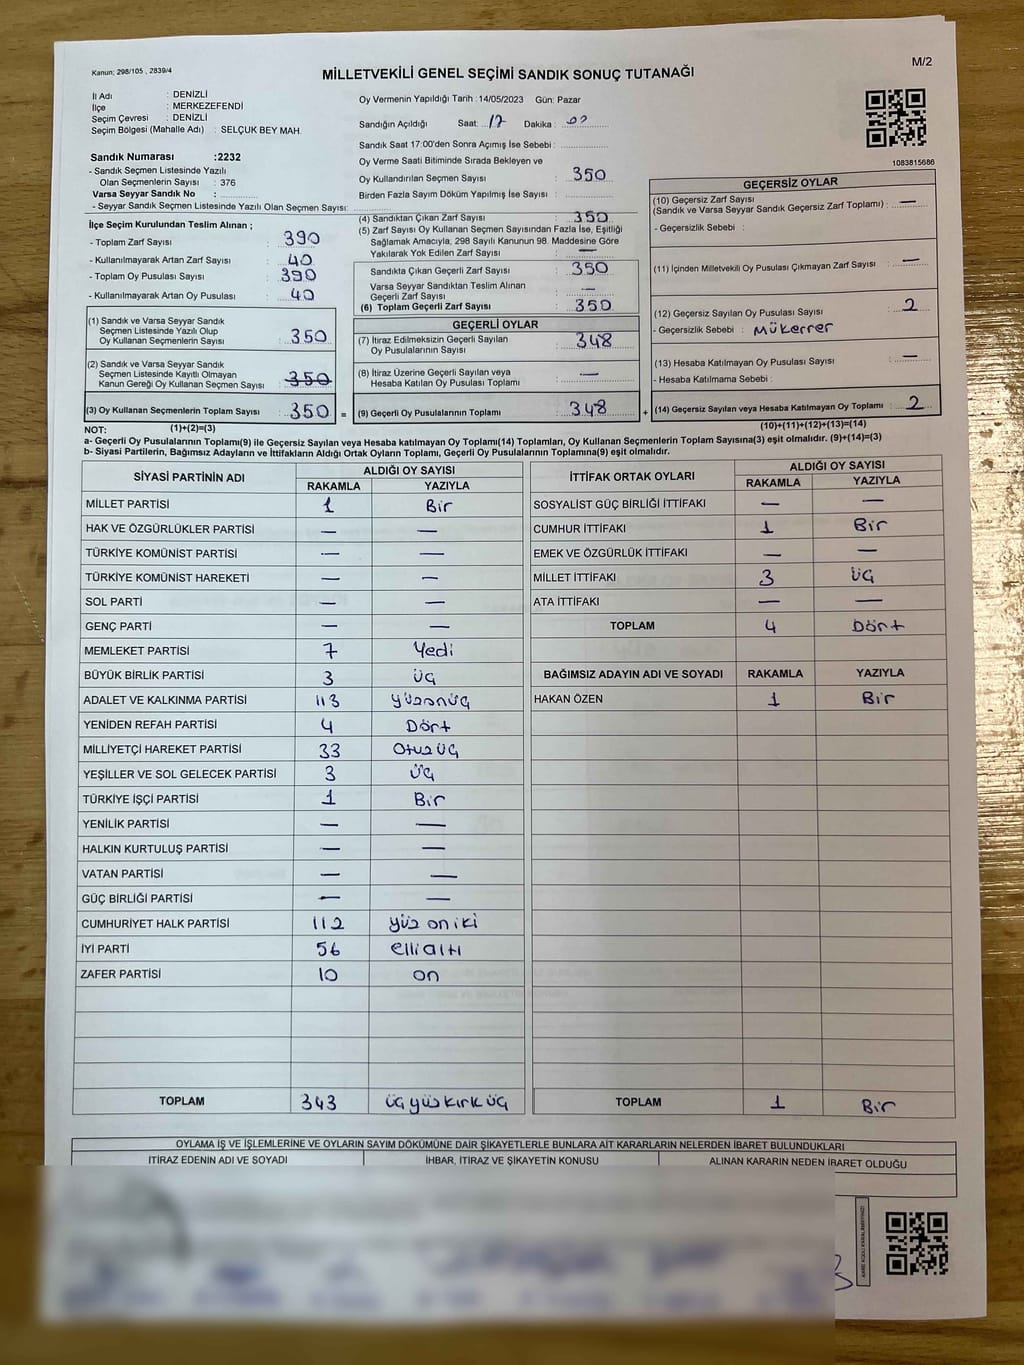 Kanun; 298/105 , 2839/4
MİLLETVEKİLİ GENEL SEÇİMİ SANDIK SONUÇ TUTANAĞI
M/2
İl Adı : DENİZLİ
İlçe : MERKEZEFENDİ
Seçim Çevresi : DENİZLİ
Seçim Bölgesi (Mahalle Adı) : SELÇUK BEY MAH.
Sandık Numarası :2232
- Sandık Seçmen Listesinde Yazılı
Olan Seçmenlerin Sayısı : 376
Varsa Seyyar Sandık No :
- Seyyar Sandık Seçmen Listesinde Yazılı Olan Seçmen Sayısı:
Oy Vermenin Yapıldığı Tarih : 14/05/2023 Gün: Pazar
Sandığın Açıldığı Saat: 17 Dakika :
Sandık Saat 17:00'den Sonra Açımış İse Sebebi :
Oy Verme Saati Bitiminde Sırada Bekleyen ve
Oy Kullandırılan Seçmen Sayısı : 350
Birden Fazla Sayım Döküm Yapılmış İse Sayısı :
1083815686
İlçe Seçim Kurulundan Teslim Alınan ;
- Toplam Zarf Sayısı : 390
- Kullanılmayarak Artan Zarf Sayısı : 40
- Toplam Oy Pusulası Sayısı : 390
- Kullanılmayarak Artan Oy Pusulası : 40
(1) Sandık ve Varsa Seyyar Sandık
Seçmen Listesinde Yazılı Olup
Oy Kullanan Seçmenlerin Sayısı : 350
(2) Sandık ve Varsa Seyyar Sandık
Seçmen Listesinde Kayıtlı Olmayan
Kanun Gereği Oy Kullanan Seçmen Sayısı : 350
(3) Oy Kullanan Seçmenlerin Toplam Sayısı : 350 =
(1)+(2)=(3)
(4) Sandıktan Çıkan Zarf Sayısı : 350
(5) Zarf Sayısı Oy Kullanan Seçmen Sayısından Fazla İse, Eşitliği
Sağlamak Amacıyla, 298 Sayılı Kanunun 98. Maddesine Göre
Yakılarak Yok Edilen Zarf Sayısı : —
Sandıkta Çıkan Geçerli Zarf Sayısı : 350
Varsa Seyyar Sandıktan Teslim Alınan
Geçerli Zarf Sayısı : —
(6) Toplam Geçerli Zarf Sayısı : 350
GEÇERLİ OYLAR
(7) İtiraz Edilmeksizin Geçerli Sayılan
Oy Pusulalarının Sayısı : 348
(8) İtiraz Üzerine Geçerli Sayılan veya
Hesaba Katılan Oy Pusulası Toplamı : —
(9) Geçerli Oy Pusulalarının Toplamı : 348 +
GEÇERSİZ OYLAR
(10) Geçersiz Zarf Sayısı
(Sandık ve Varsa Seyyar Sandık Geçersiz Zarf Toplamı) : —
- Geçersizlik Sebebi :
(11) İçinden Milletvekili Oy Pusulası Çıkmayan Zarf Sayısı : —
(12) Geçersiz Sayılan Oy Pusulası Sayısı : 2
- Geçersizlik Sebebi : Mükerrer
(13) Hesaba Katılmayan Oy Pusulası Sayısı : —
- Hesaba Katılmama Sebebi :
(14) Geçersiz Sayılan veya Hesaba Katılmayan Oy Toplamı : 2
(10)+(11)+(12)+(13)=(14)
NOT:
a- Geçerli Oy Pusulalarının Toplamı(9) ile Geçersiz Sayılan veya Hesaba katılmayan Oy Toplamı(14) Toplamları, Oy Kullanan Seçmenlerin Toplam Sayısına(3) eşit olmalıdır. (9)+(14)=(3)
b- Siyasi Partilerin, Bağımsız Adayların ve İttifakların Aldığı Ortak Oyların Toplamı, Geçerli Oy Pusulalarının Toplamına(9) eşit olmalıdır.
SİYASİ PARTİNİN ADI ALDIĞI OY SAYISI
RAKAMLA YAZIYLA
MİLLET PARTİSİ 1 Bir
HAK VE ÖZGÜRLÜKLER PARTİSİ — —
TÜRKİYE KOMÜNİST PARTİSİ — —
TÜRKİYE KOMÜNİST HAREKETİ — —
SOL PARTİ — —
GENÇ PARTİ — —
MEMLEKET PARTİSİ 7 Yedi
BÜYÜK BİRLİK PARTİSİ 3 üç
ADALET VE KALKINMA PARTİSİ 113 yüzonüç
YENİDEN REFAH PARTİSİ 4 Dört
MİLLİYETÇİ HAREKET PARTİSİ 33 Otuzüç
YEŞİLLER VE SOL GELECEK PARTİSİ 3 üç
TÜRKİYE İŞÇİ PARTİSİ 1 Bir
YENİLİK PARTİSİ — —
HALKIN KURTULUŞ PARTİSİ — —
VATAN PARTİSİ — —
GÜÇ BİRLİĞİ PARTİSİ — —
CUMHURİYET HALK PARTİSİ 112 yüz on iki
İYİ PARTİ 56 elli altı
ZAFER PARTİSİ 10 on
TOPLAM 343 üçyüz kırk üç
İTTİFAK ORTAK OYLARI ALDIĞI OY SAYISI
RAKAMLA YAZIYLA
SOSYALİST GÜÇ BİRLİĞİ İTTİFAKI — —
CUMHUR İTTİFAKI 1 Bir
EMEK VE ÖZGÜRLÜK İTTİFAKI — —
MİLLET İTTİFAKI 3 üç
ATA İTTİFAKI — —
TOPLAM 4 Dört
BAĞIMSIZ ADAYIN ADI VE SOYADI RAKAMLA YAZIYLA
HAKAN ÖZEN 1 Bir
TOPLAM 1 Bir
OYLAMA İŞ VE İŞLEMLERİNE VE OYLARIN SAYIM DÖKÜMÜNE DAİR ŞİKAYETLERLE BUNLARA AİT KARARLARIN NELERDEN İBARET BULUNDUKLARI
İTİRAZ EDENİN ADI VE SOYADI İHBAR, İTİRAZ VE ŞİKAYETİN KONUSU ALINAN KARARIN NEDEN İBARET OLDUĞU